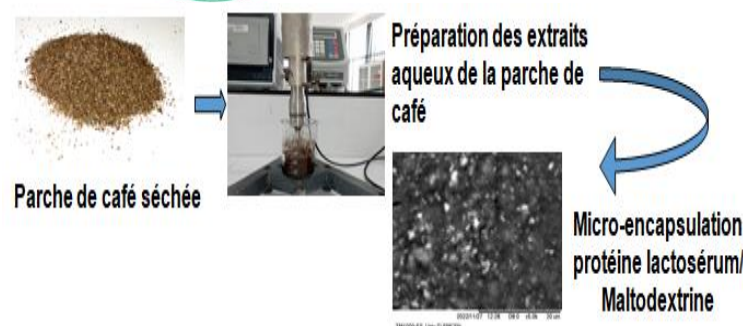 Préparation des extraits
aqueux de la parche de
café
Parche de café séchée
Micro-encapsulation
protéine lactosérum/
Maltodextrine